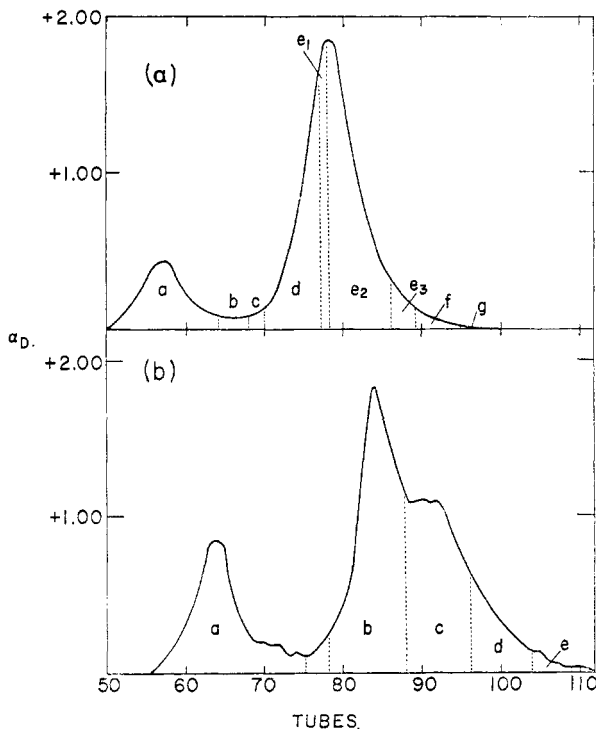 +2.00
(a)
e1
+1.00
a
b
c
d
e2
e3
f
g
αD.
+2.00
(b)
+1.00
a
b
c
d
e
50 60 70 80 90 100 110
TUBES.